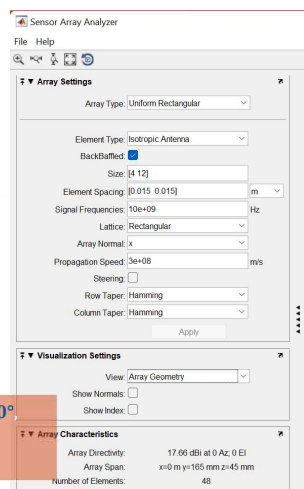 Sensor Array Analyzer
File Help
Array Settings
Array Type: Uniform Rectangular
Element Type: Isotropic Antenna
BackBaffled:
Size: [4 12]
Element Spacing: [0.015 0.015] m
Signal Frequencies: 10e+09 Hz
Lattice: Rectangular
Array Normal: x
Propagation Speed: 3e+08 m/s
Steering:
Row Taper: Hamming
Column Taper: Hamming
Apply
Visualization Settings
View: Array Geometry
Show Normals:
Show Index:
0°,
Array Characteristics
Array Directivity: 17.66 dBi at 0 Az; 0 El
Array Span: x=0 m y=165 mm z=45 mm
Number of Elements: 48